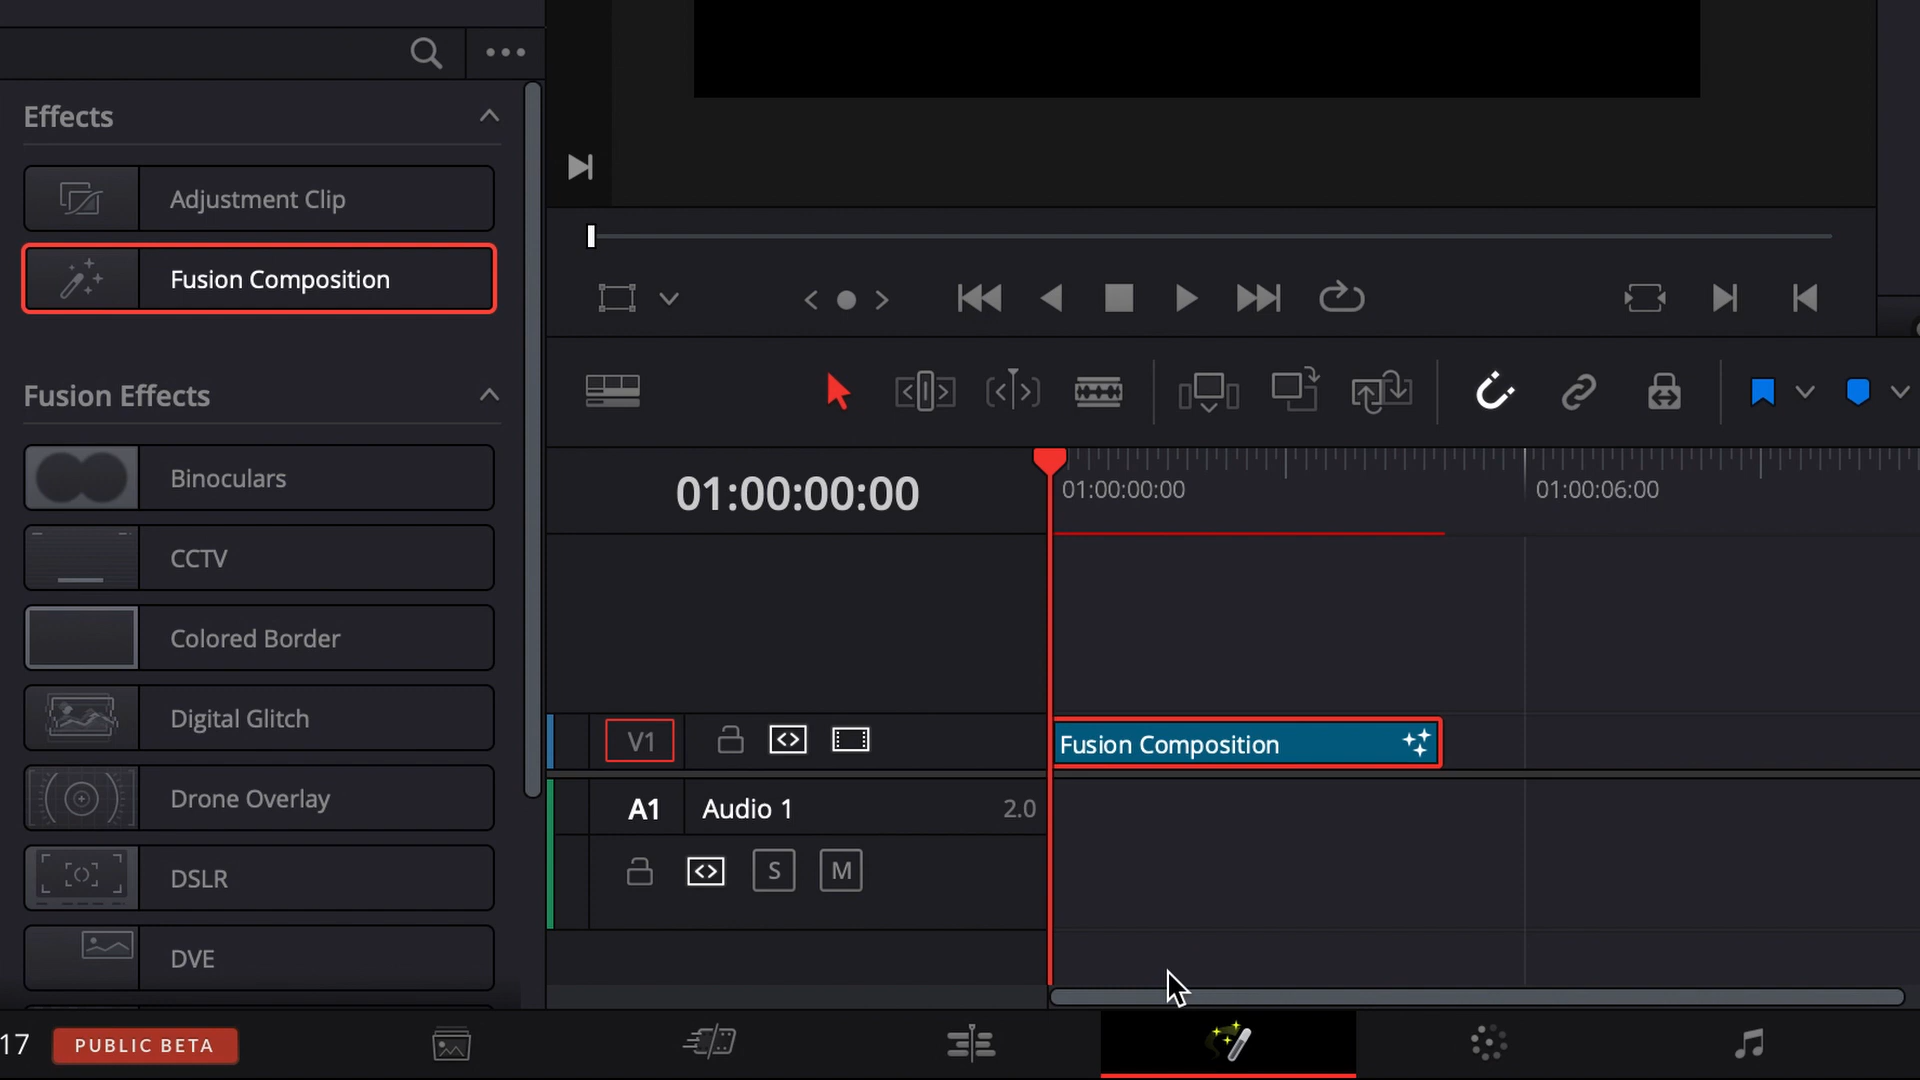 Effects
Adjustment Clip
Fusion Composition
Fusion Effects
Binoculars
CCTV
Colored Border
Digital Glitch
Drone Overlay
DSLR
DVE
01:00:00:00
01:00:00:00
01:00:06:00
V1
Fusion Composition
A1
Audio 1
2.0
S
M
17
PUBLIC BETA